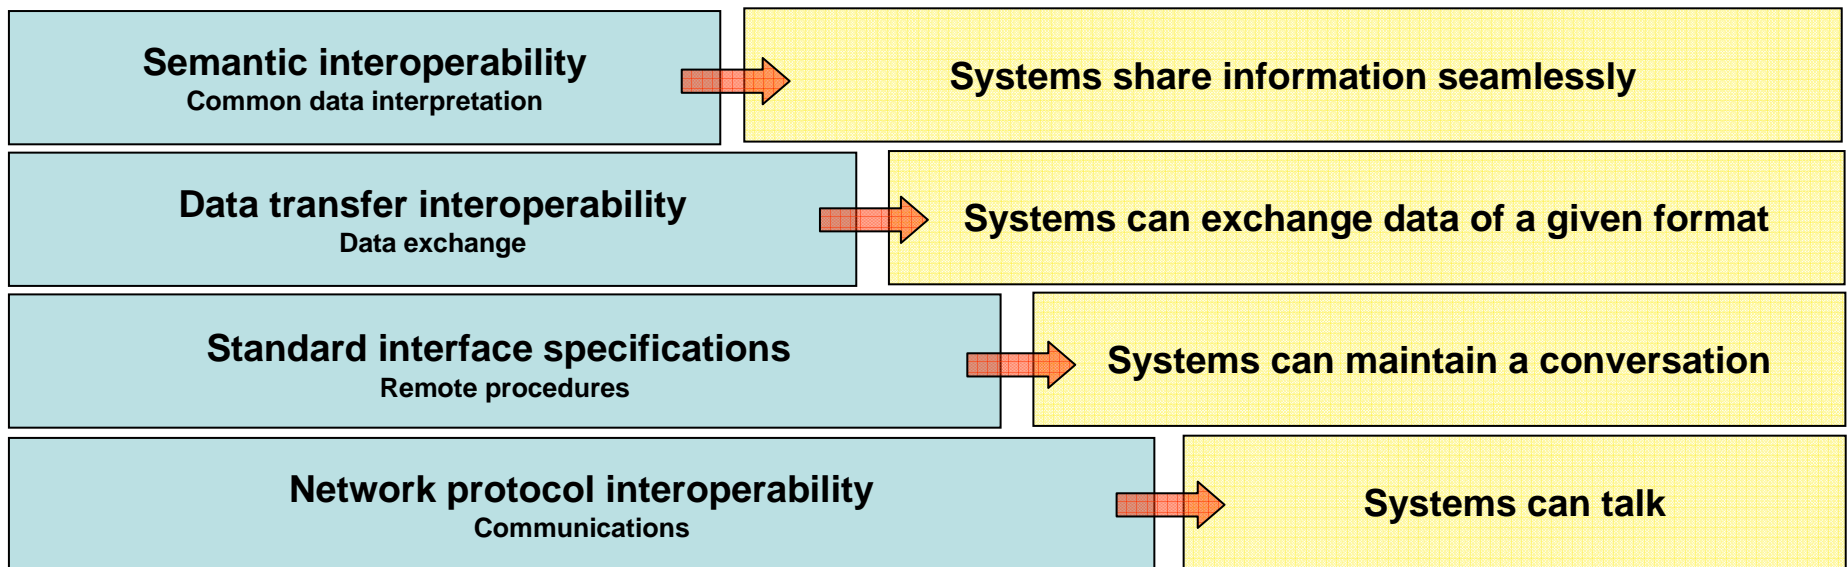 Semantic interoperability
Common data interpretation
Systems share information seamlessly
Data transfer interoperability
Data exchange
Systems can exchange data of a given format
Standard interface specifications
Remote procedures
Systems can maintain a conversation
Network protocol interoperability
Communications
Systems can talk